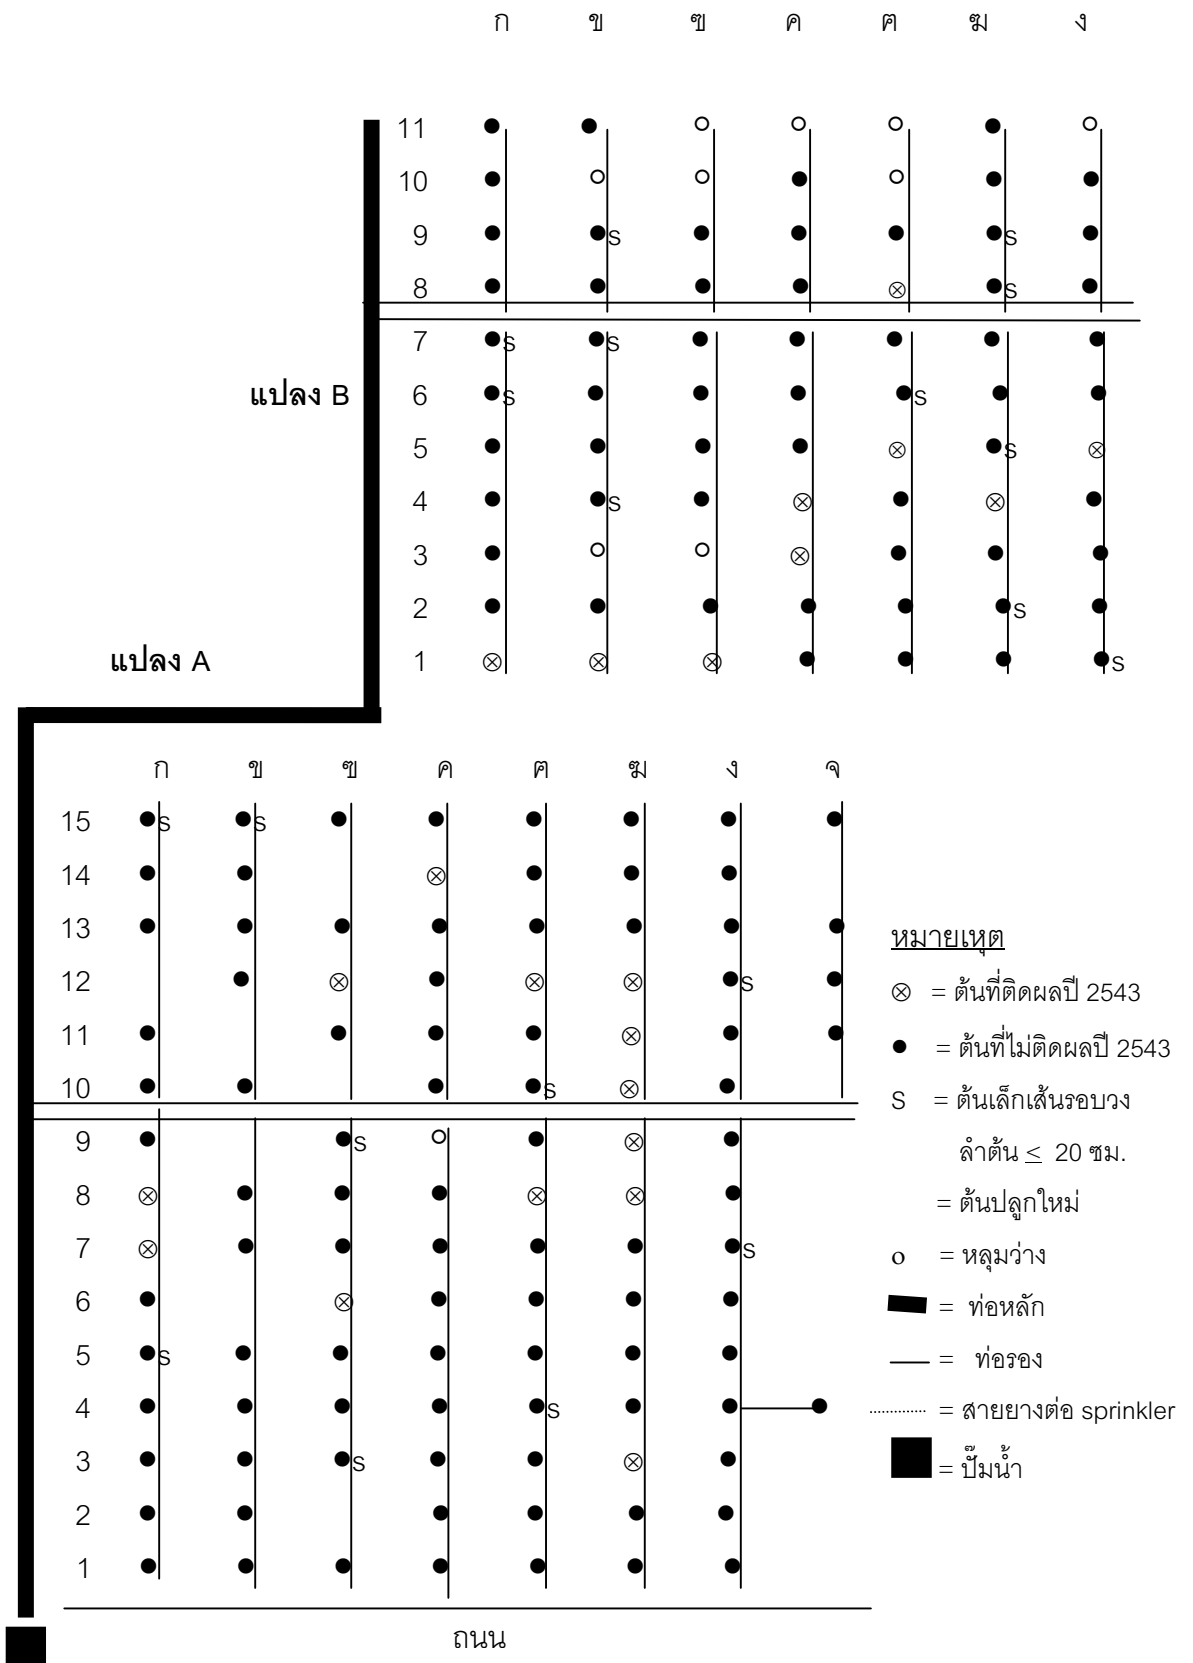 ก ข ฃ ค ฅ ฆ ง
11
10
9 S S
8 S
7 S S
แปลง B 6 S S
5 S
4 S
3
2 S
แปลง A 1 S
ก ข ฃ ค ฅ ฆ ง จ
15 S S
14
13
12 S
11
10 S
9 S
8
7 S
6
5 S
4 S
3 S
2
1
ถนน
หมายเหตุ
⊗ = ต้นที่ติดผลปี 2543
● = ต้นที่ไม่ติดผลปี 2543
S = ต้นเล็กเส้นรอบวง
ลำต้น ≤ 20 ซม.
= ต้นปลูกใหม่
o = หลุมว่าง
= ท่อหลัก
= ท่อรอง
= สายยางต่อ sprinkler
= ปั๊มน้ำ